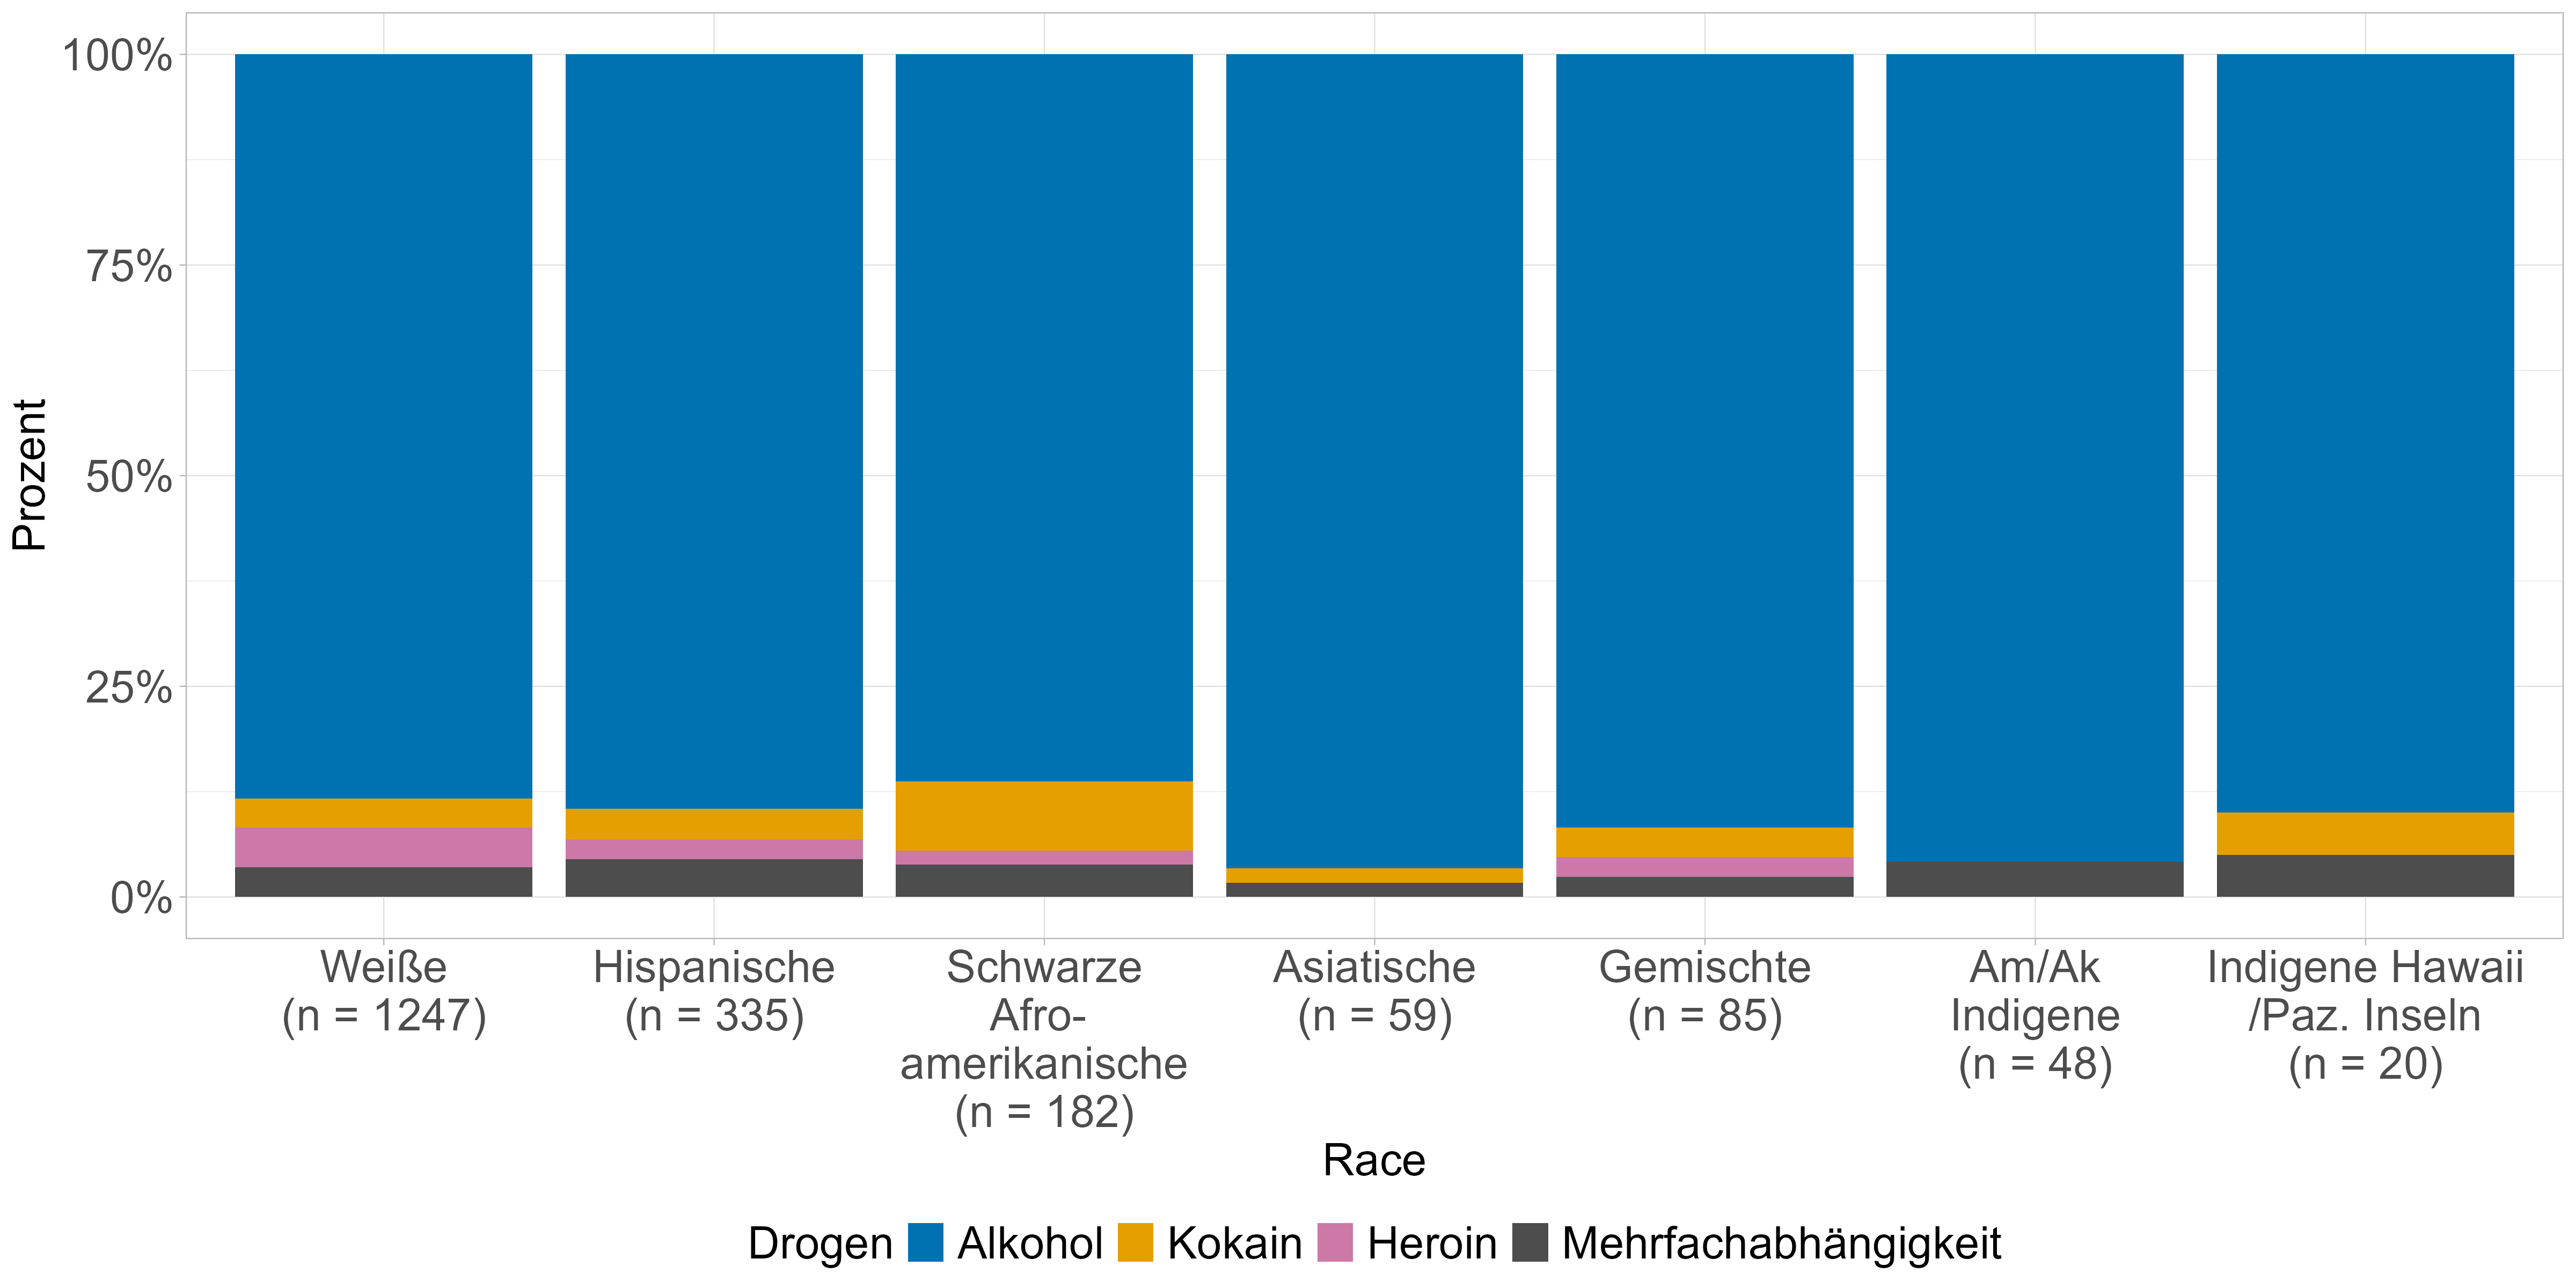 Prozent
100%
75%
50%
25%
0%
Weiße
(n = 1247)
Hispanische
(n = 335)
Schwarze
Afro-
amerikanische
(n = 182)
Asiatische
(n = 59)
Gemischte
(n = 85)
Am/Ak
Indigene
(n = 48)
Indigene Hawaii
/Paz. Inseln
(n = 20)
Race
Drogen Alkohol Kokain Heroin Mehrfachabhängigkeit